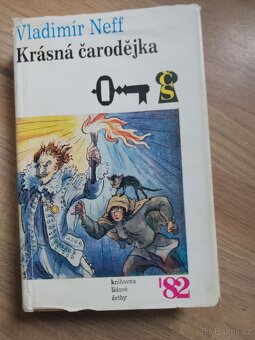 Vladimír Neff
Krásná čarodějka
knihovna
lidové
četby
'82